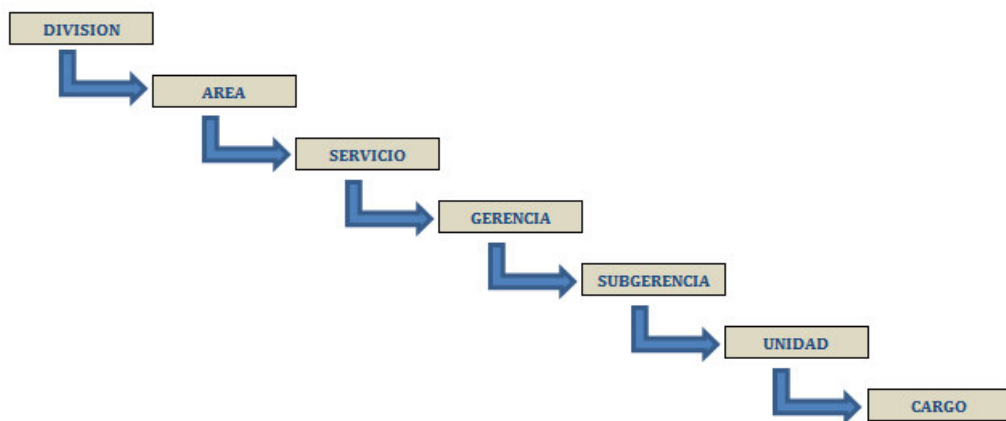 DIVISION
AREA
SERVICIO
GERENCIA
SUBGERENCIA
UNIDAD
CARGO